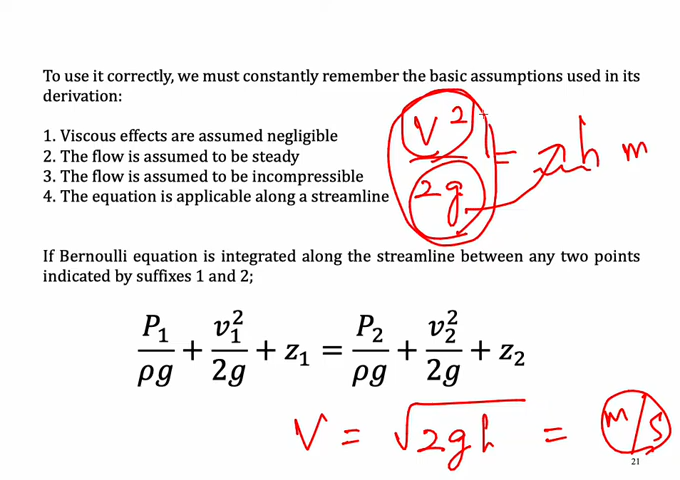 To use it correctly, we must constantly remember the basic assumptions used in its
derivation:
1. Viscous effects are assumed negligible
2. The flow is assumed to be steady
3. The flow is assumed to be incompressible
4. The equation is applicable along a streamline
V² / 2g = h m
If Bernoulli equation is integrated along the streamline between any two points
indicated by suffixes 1 and 2;
P₁/ρg + v₁²/2g + z₁ = P₂/ρg + v₂²/2g + z₂
V = √2gh = m/s
21